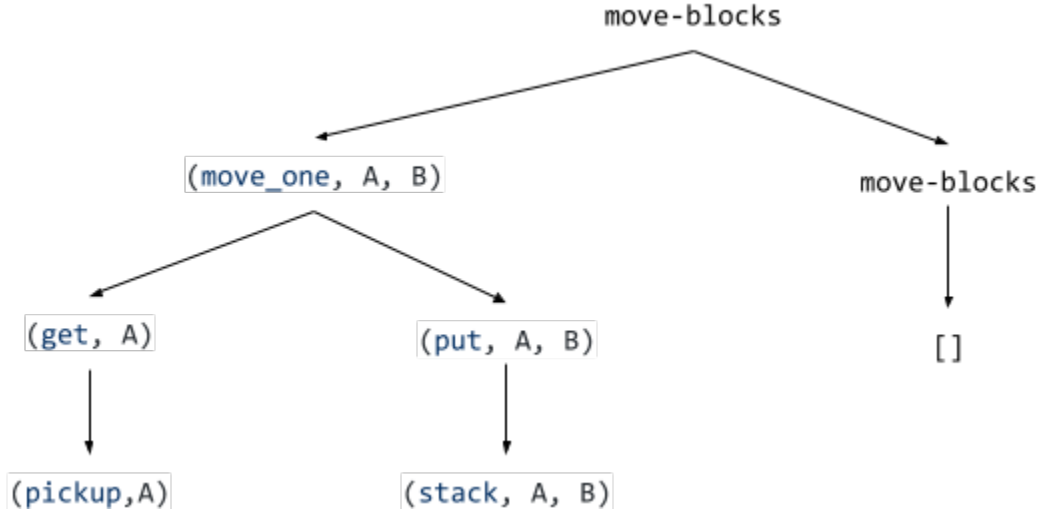 move-blocks
(move_one, A, B)
move-blocks
(get, A)
(put, A, B)
[]
(pickup,A)
(stack, A, B)